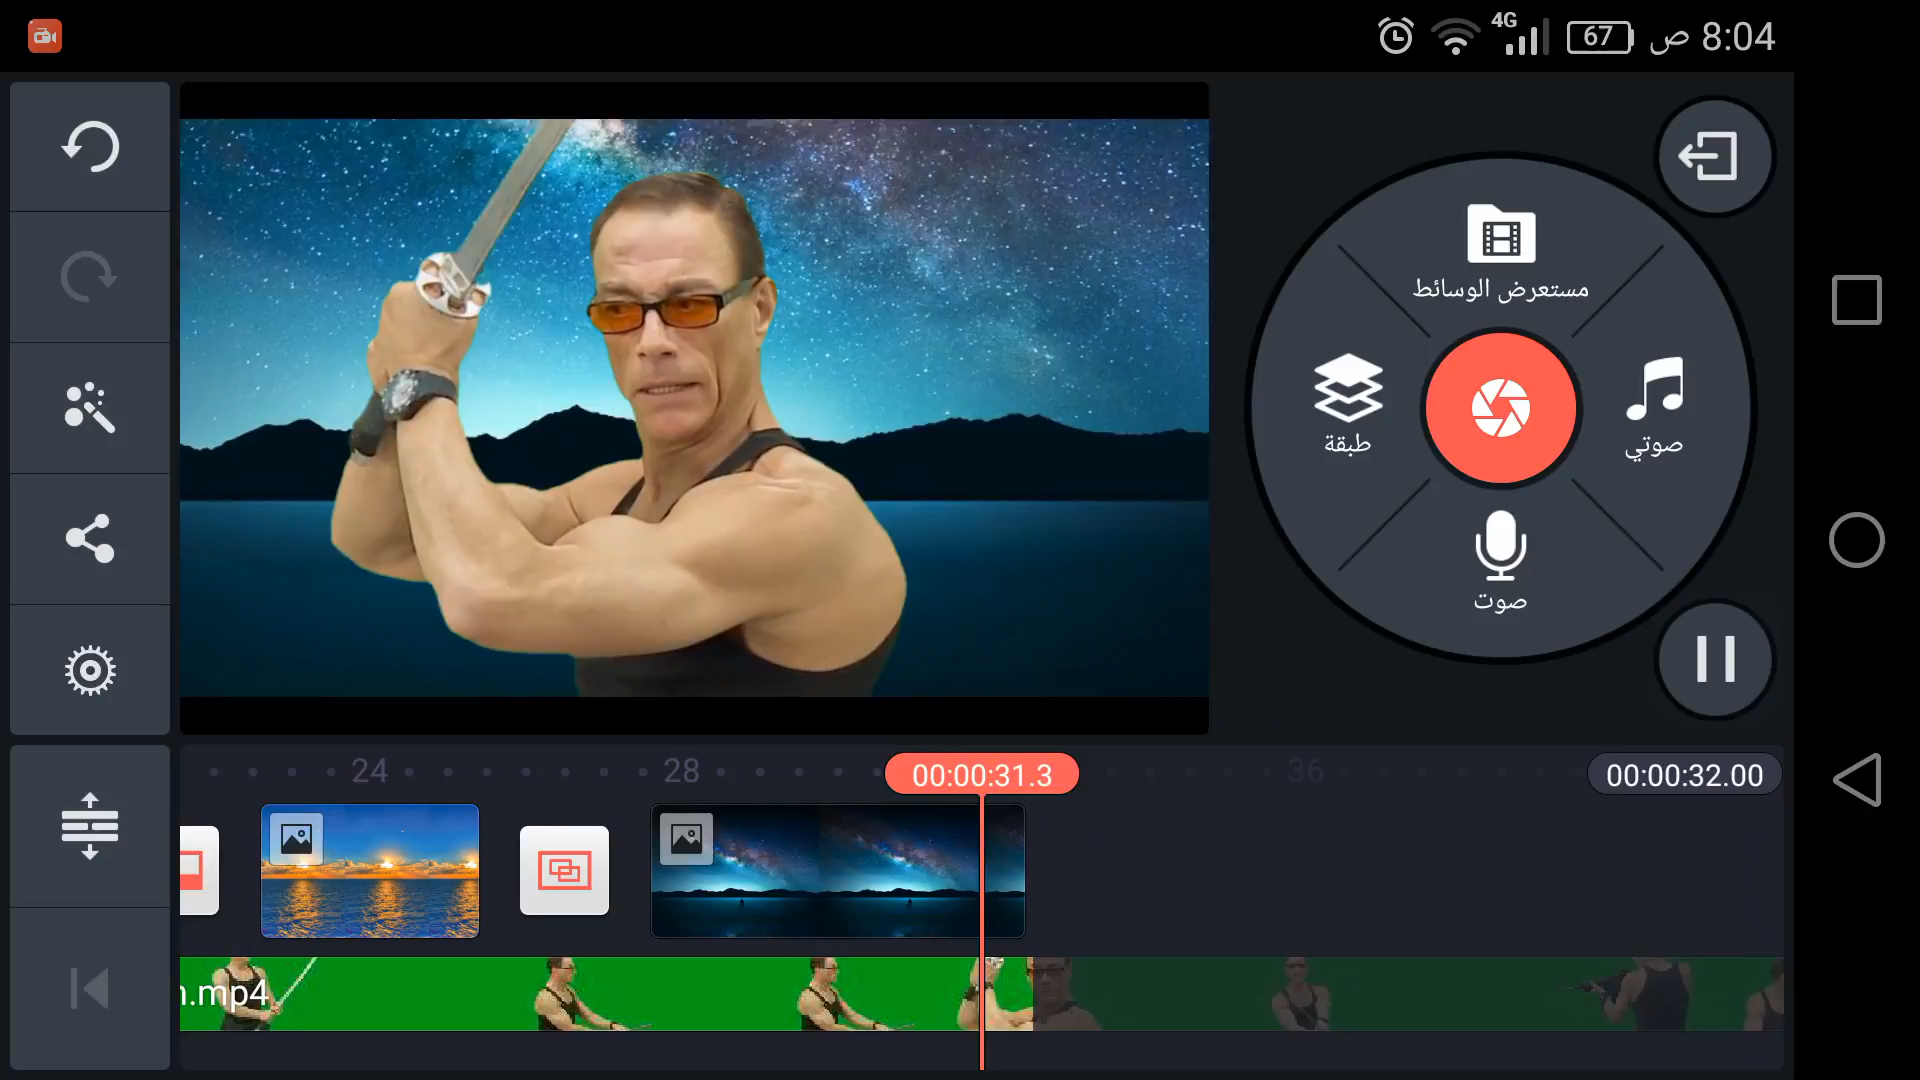 4G 67 ص 8:04
مستعرض الوسائط
طبقة
صوتي
صوت
24 28 00:00:31.3 36 00:00:32.00
.mp4